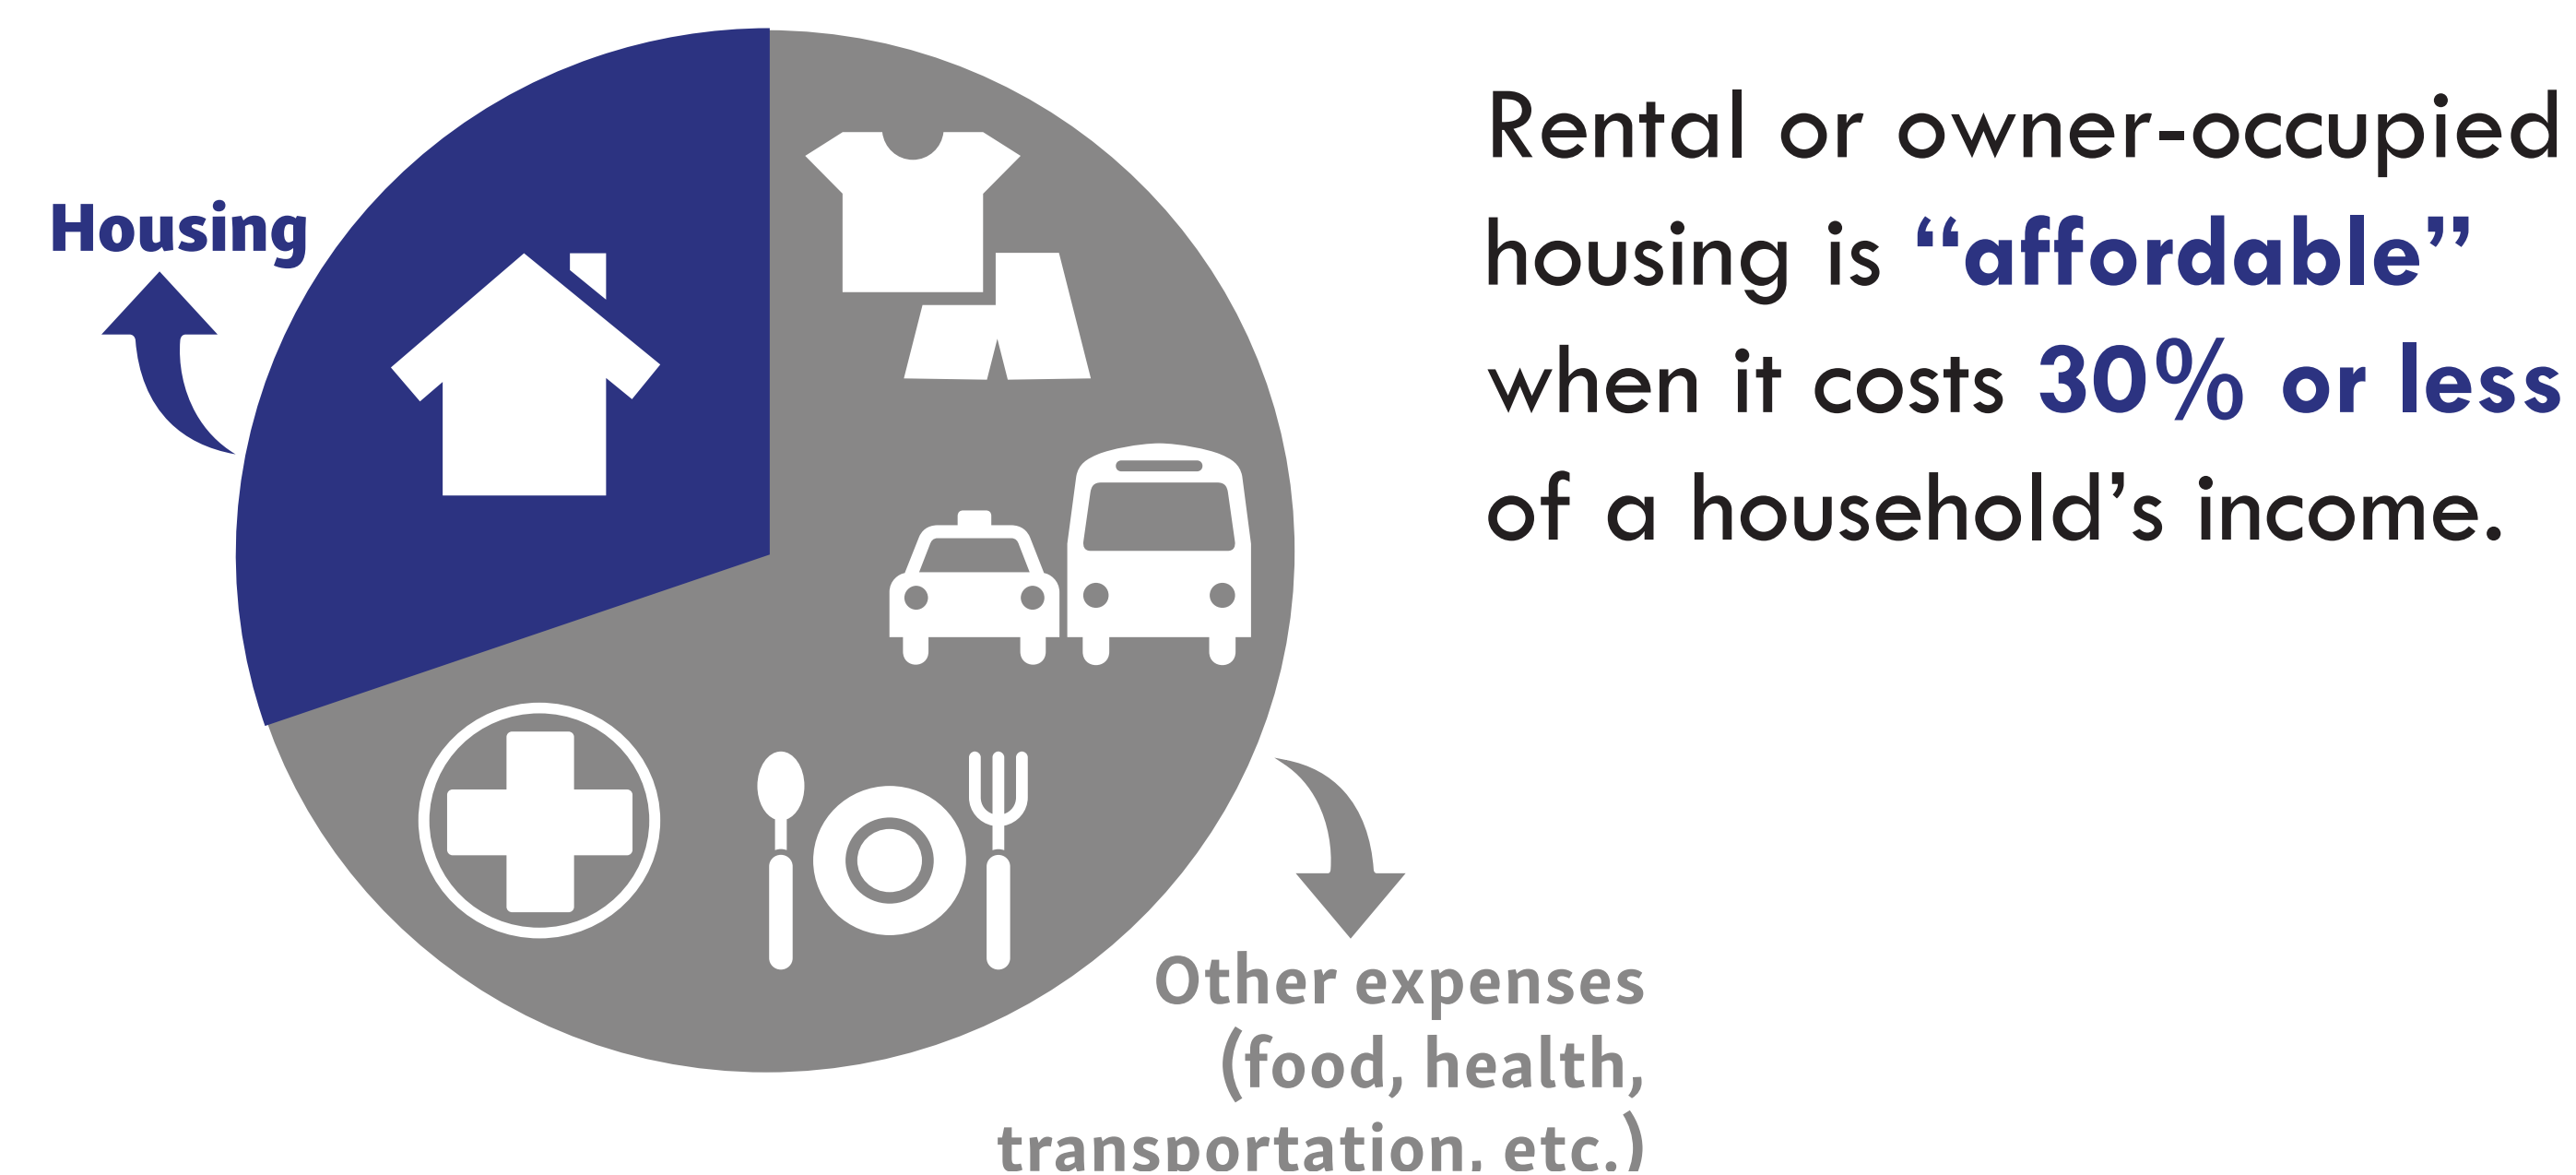 Housing
Rental or owner-occupied
housing is “affordable”
when it costs 30% or less
of a household’s income.
Other expenses
(food, health,
transportation, etc.)